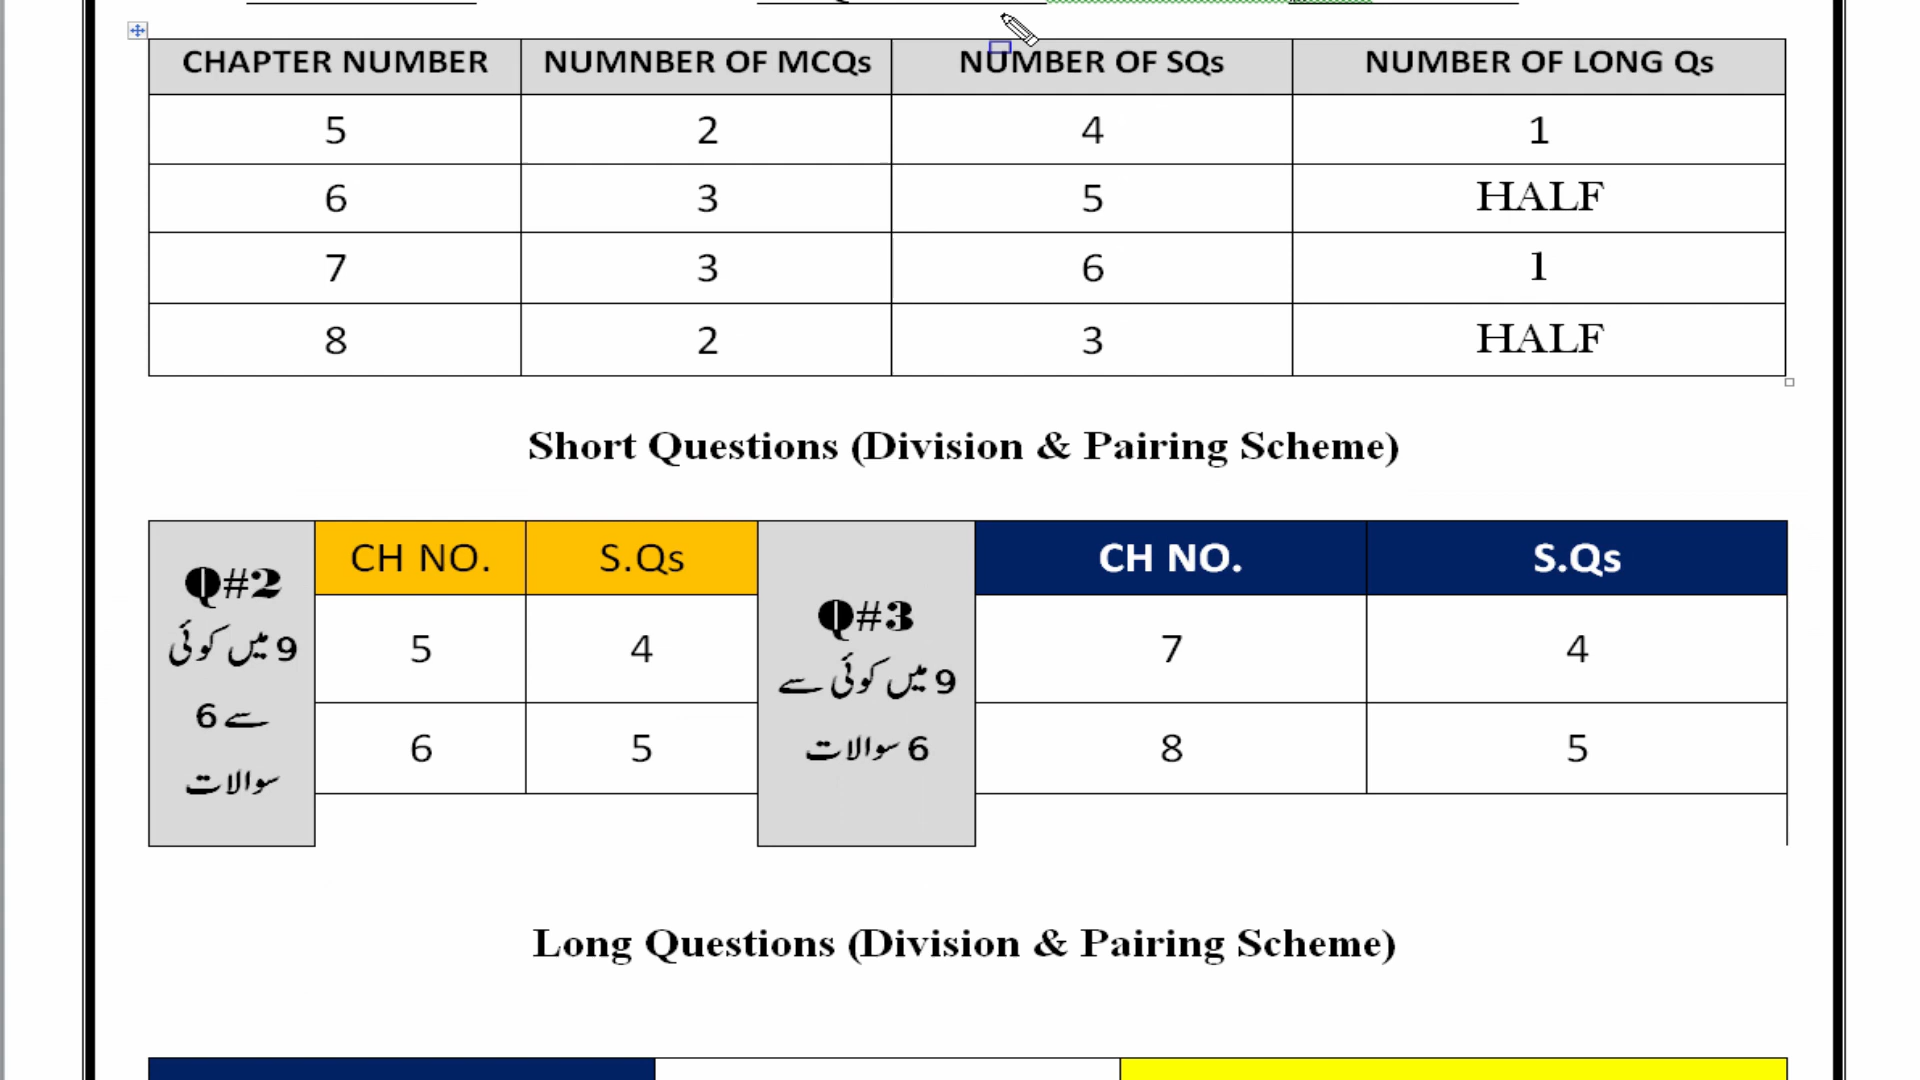 CHAPTER NUMBER NUMNBER OF MCQs NUMBER OF SQs NUMBER OF LONG Qs
5 2 4 1
6 3 5 HALF
7 3 6 1
8 2 3 HALF
Short Questions (Division & Pairing Scheme)
Q#2
9 میں کوئی
سے 6
سوالات
CH NO. S.Qs
5 4
6 5
Q#3
9 میں کوئی سے
6 سوالات
CH NO. S.Qs
7 4
8 5
Long Questions (Division & Pairing Scheme)